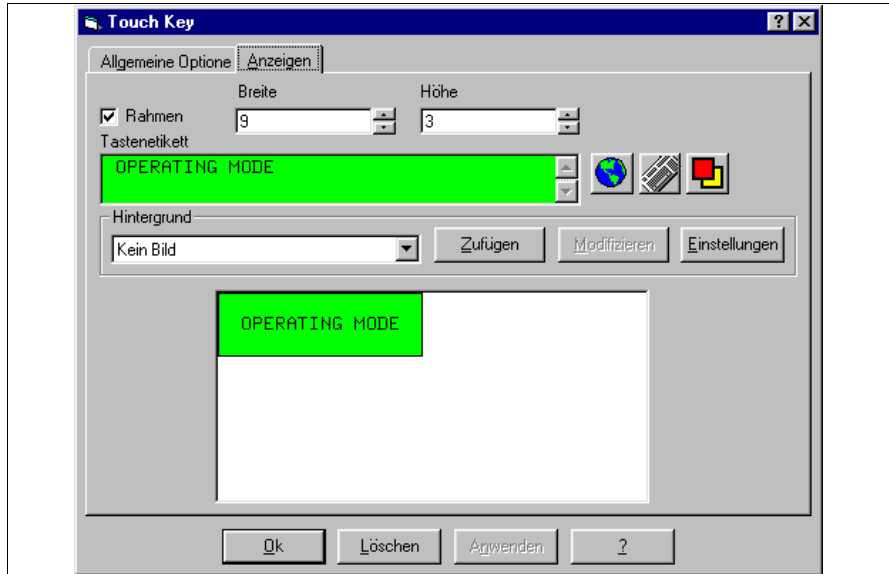 Touch Key
Allgemeine Optione Anzeigen
Breite Höhe
Rahmen 9 3
Tastenetikett
OPERATING MODE
Hintergrund
Kein Bild Zufügen Modifizieren Einstellungen
OPERATING MODE
Ok Löschen Anwenden ?